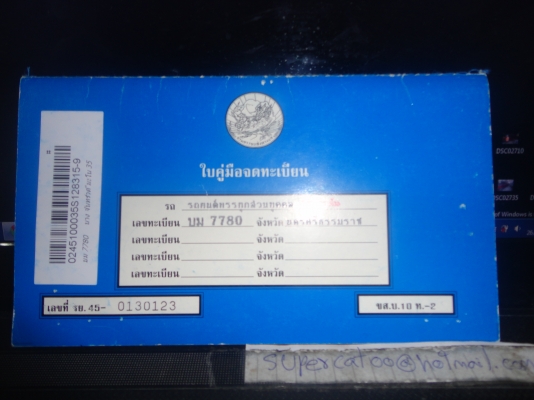 ใบคู่มือจดทะเบียน
รถ รถยนต์บรรทุกส่วนบุคคล
เลขทะเบียน บม 7780 จังหวัด นครศรีธรรมราช
เลขทะเบียน จังหวัด
เลขทะเบียน จังหวัด
เลขทะเบียน จังหวัด
เลขที่ รย.45- 0130123
ขส.บ.18 ท.-2
0245100035S128315-9
บม 7780
DSC02710
DSC02735
supercatoo@hotmail.com